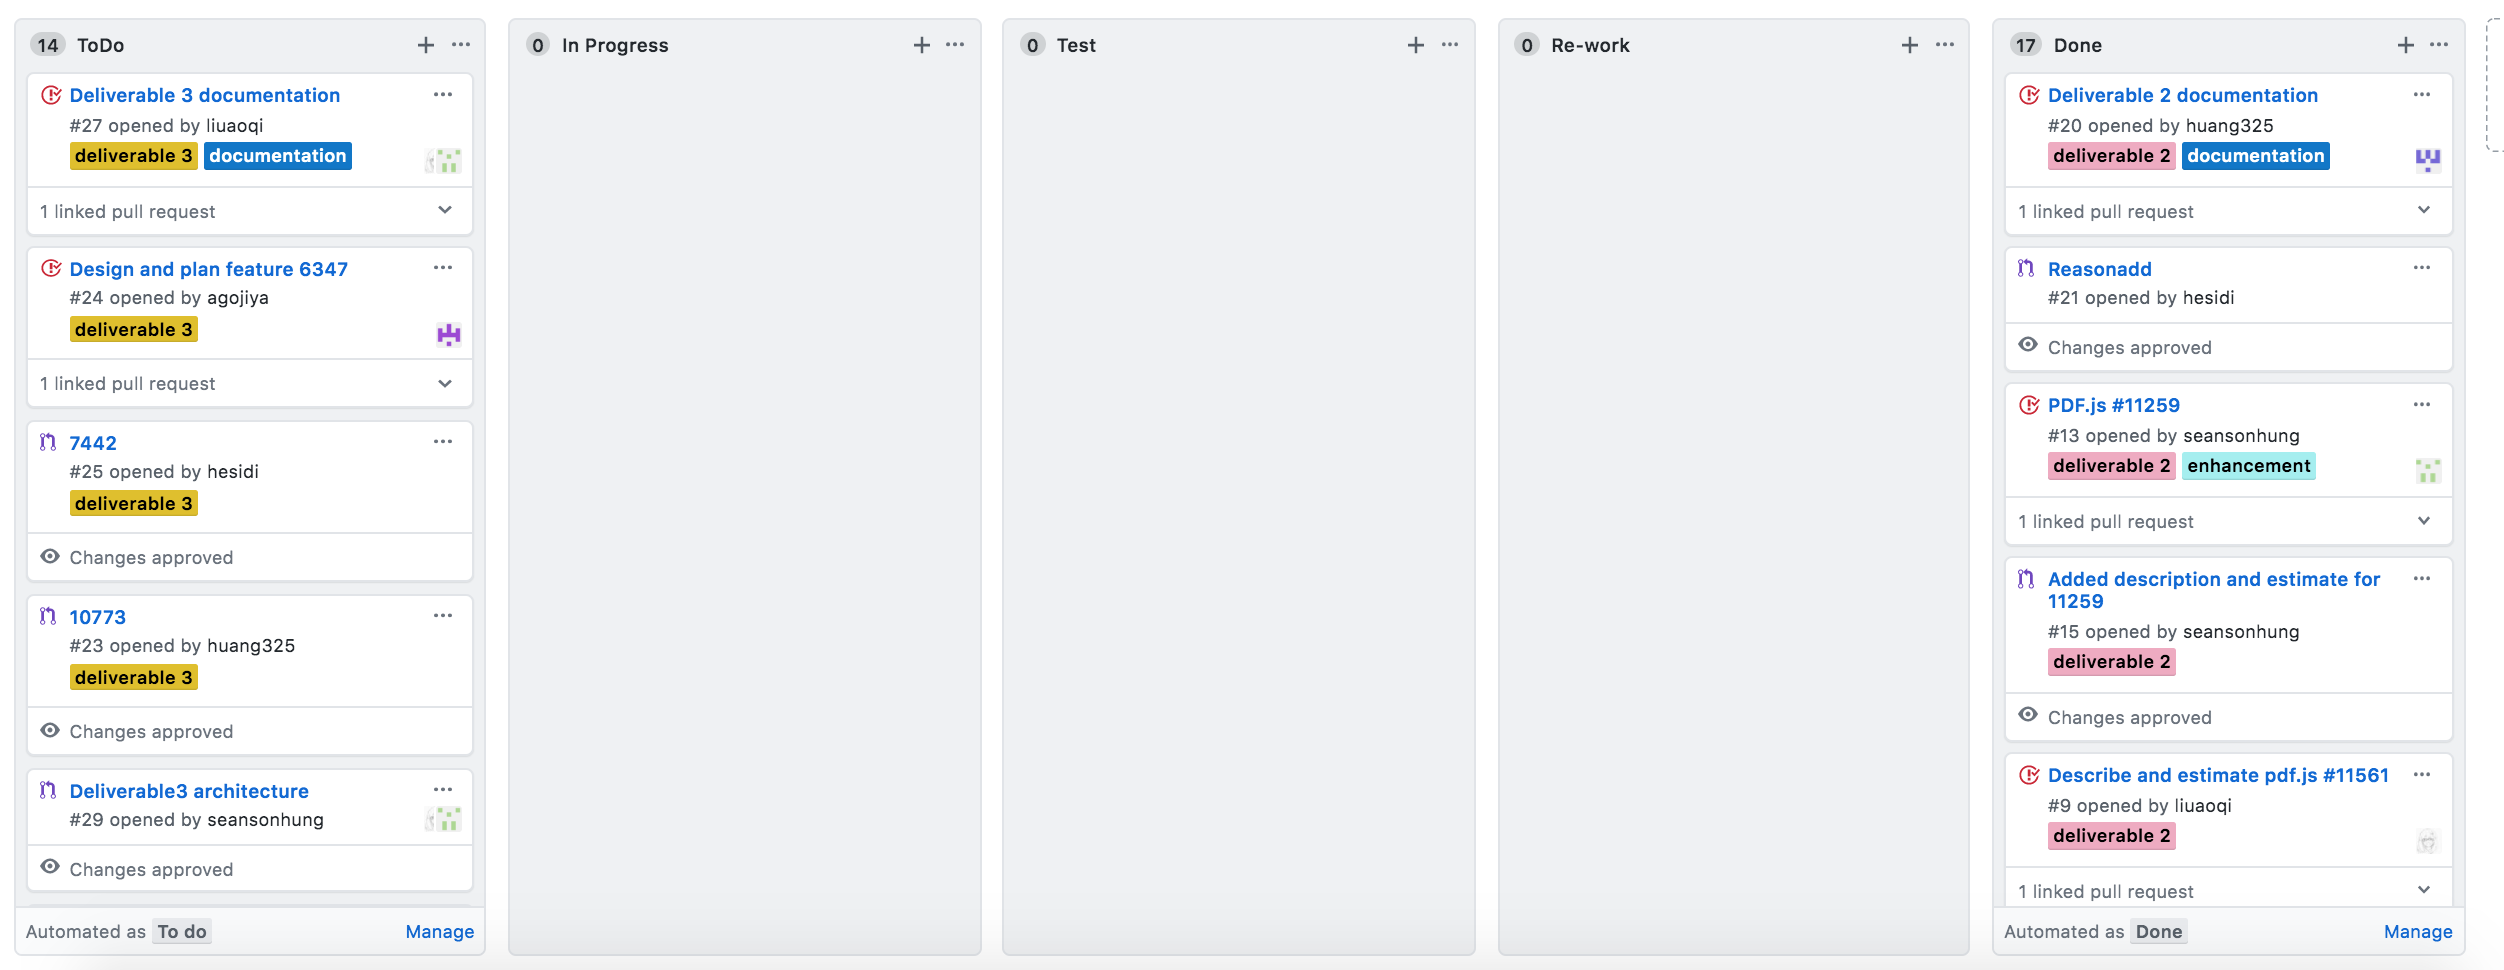 14 ToDo
Deliverable 3 documentation
#27 opened by liuaoqi
deliverable 3 documentation
1 linked pull request
Design and plan feature 6347
#24 opened by agojiya
deliverable 3
1 linked pull request
7442
#25 opened by hesidi
deliverable 3
Changes approved
10773
#23 opened by huang325
deliverable 3
Changes approved
Deliverable3 architecture
#29 opened by seansonhung
Changes approved
Automated as To do Manage
0 In Progress
0 Test
0 Re-work
17 Done
Deliverable 2 documentation
#20 opened by huang325
deliverable 2 documentation
1 linked pull request
Reasonadd
#21 opened by hesidi
Changes approved
PDF.js #11259
#13 opened by seansonhung
deliverable 2 enhancement
1 linked pull request
Added description and estimate for
11259
#15 opened by seansonhung
deliverable 2
Changes approved
Describe and estimate pdf.js #11561
#9 opened by liuaoqi
deliverable 2
1 linked pull request
Automated as Done Manage